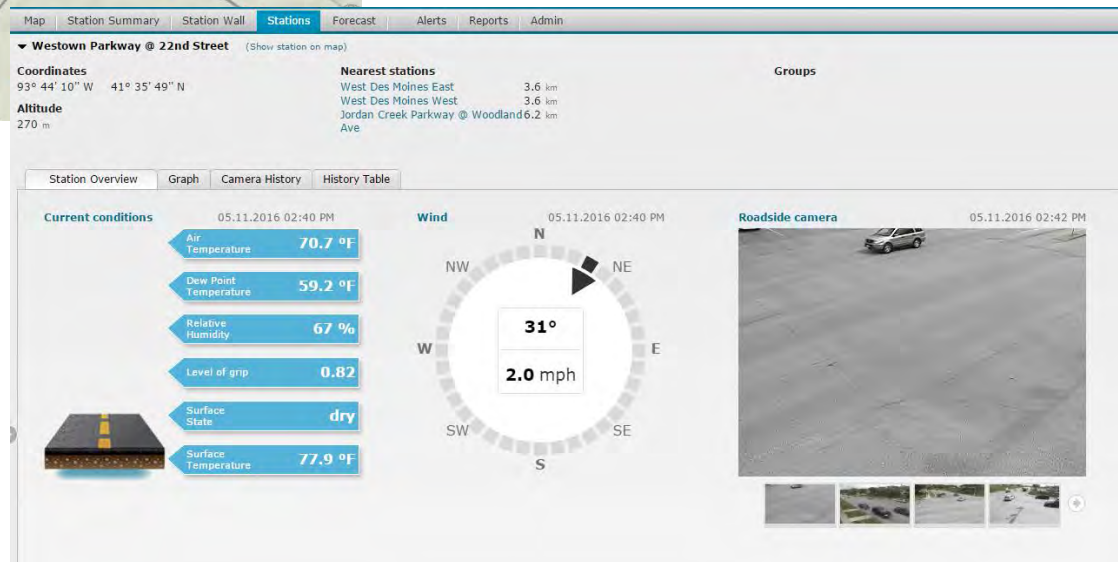 Map Station Summary Station Wall Stations Forecast Alerts Reports Admin
Westown Parkway @ 22nd Street (Show station on map)
Coordinates
93° 44' 10" W 41° 35' 49" N
Altitude
270 m
Nearest stations
West Des Moines East 3.6 km
West Des Moines West 3.6 km
Jordan Creek Parkway @ Woodland 6.2 km
Ave
Groups
Station Overview Graph Camera History History Table
Current conditions 05.11.2016 02:40 PM
Air
Temperature 70.7 °F
Dew Point
Temperature 59.2 °F
Relative
Humidity 67 %
Level of grip 0.82
Surface
State dry
Surface
Temperature 77.9 °F
Wind 05.11.2016 02:40 PM
N
NW NE
31°
W E
2.0 mph
SW SE
S
Roadside camera 05.11.2016 02:42 PM